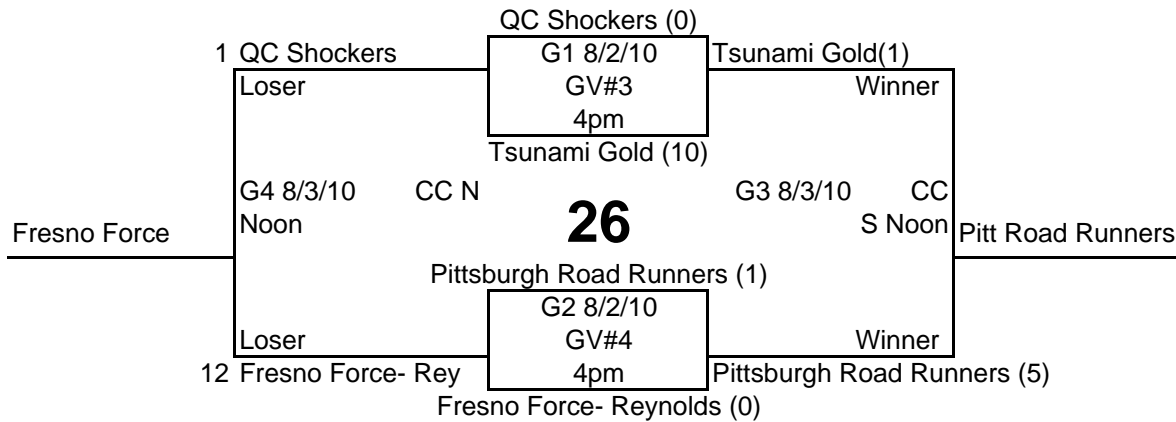 QC Shockers (0)
1 QC Shockers
G1 8/2/10
Tsunami Gold(1)
Loser
GV#3
Winner
4pm
Tsunami Gold (10)
G4 8/3/10 CC N
G3 8/3/10 CC
Noon
26
S Noon
Fresno Force
Pitt Road Runners
Pittsburgh Road Runners (1)
G2 8/2/10
Loser
GV#4
Winner
12 Fresno Force- Rey
4pm
Pittsburgh Road Runners (5)
Fresno Force- Reynolds (0)